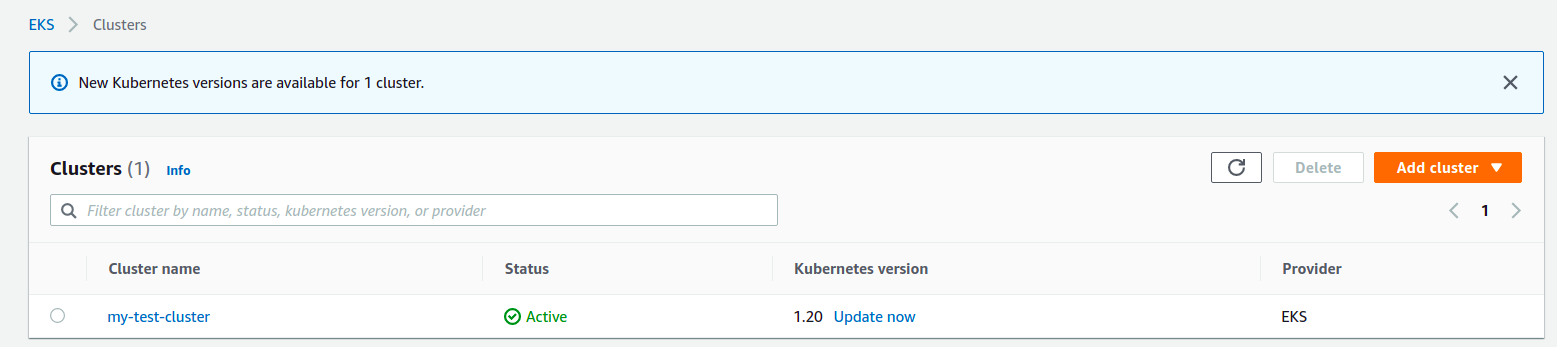 EKS > Clusters
New Kubernetes versions are available for 1 cluster.
Clusters (1) Info Delete Add cluster
Filter cluster by name, status, kubernetes version, or provider 1
Cluster name Status Kubernetes version Provider
my-test-cluster Active 1.20 Update now EKS